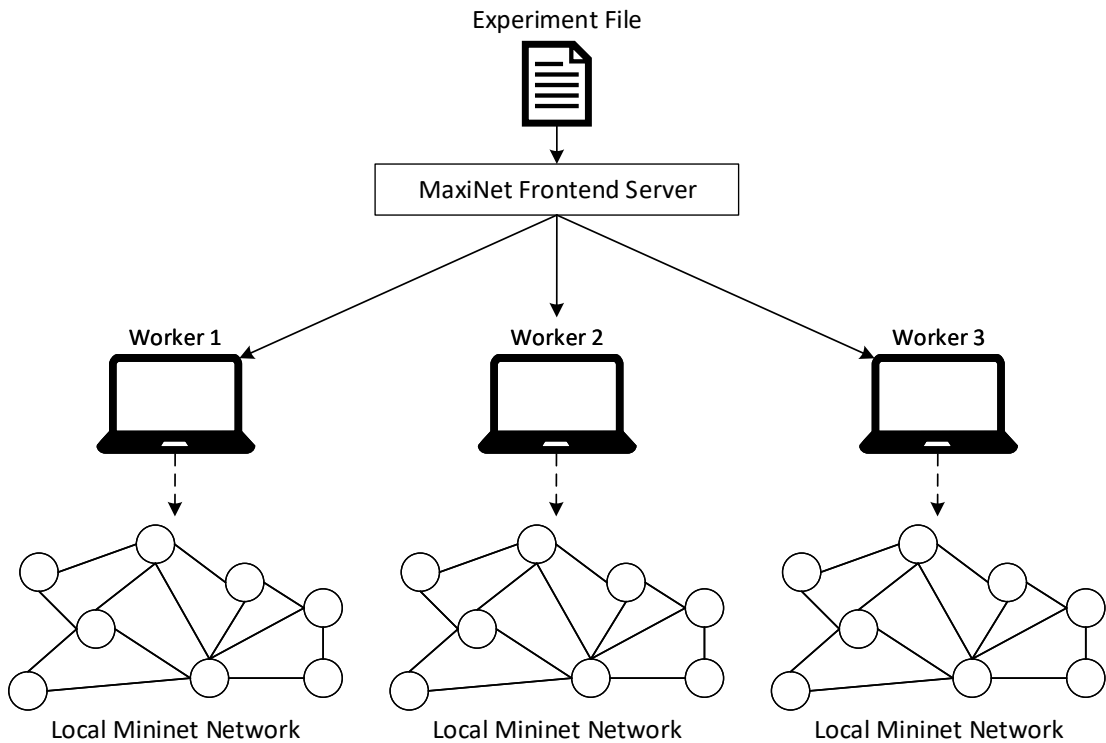 Experiment File
MaxiNet Frontend Server
Worker 1
Worker 2
Worker 3
Local Mininet Network
Local Mininet Network
Local Mininet Network